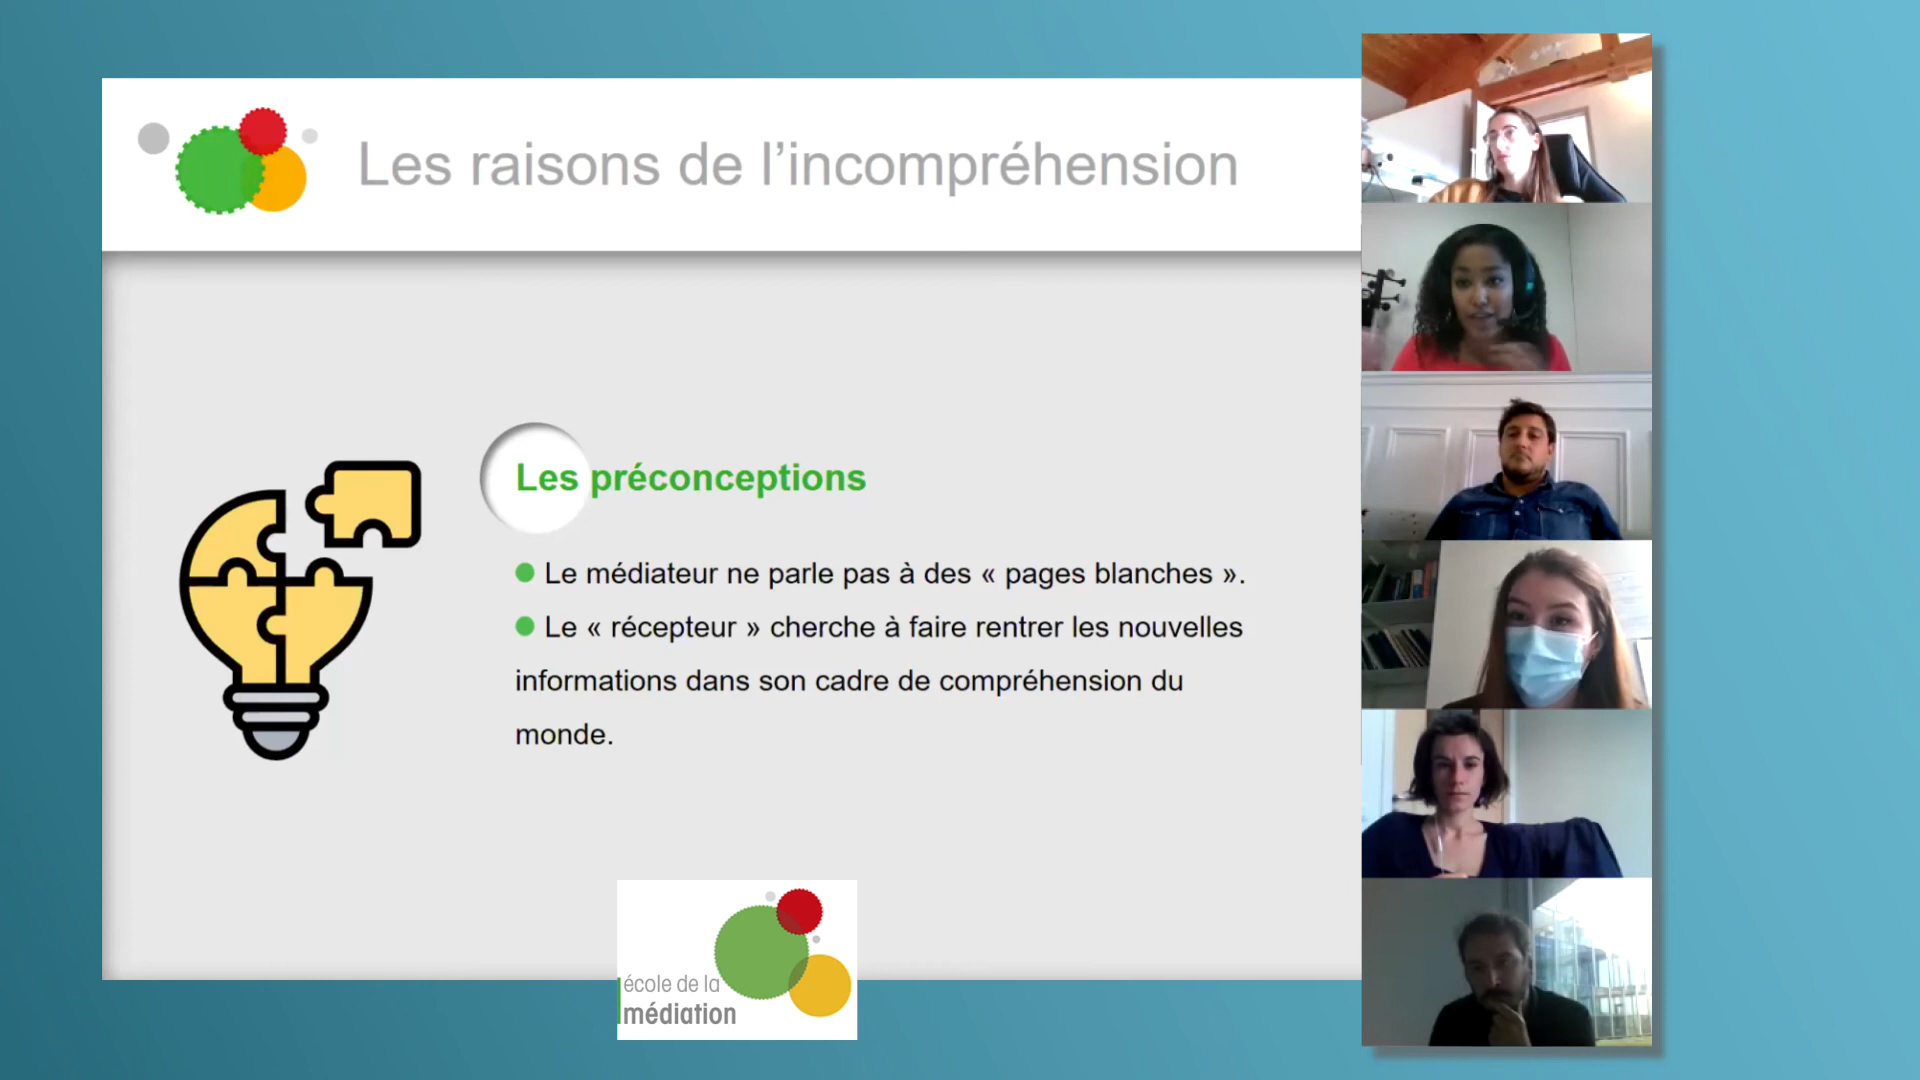 Les raisons de l’incompréhension
Les préconceptions
Le médiateur ne parle pas à des « pages blanches ».
Le « récepteur » cherche à faire rentrer les nouvelles
informations dans son cadre de compréhension du
monde.
école de la
médiation